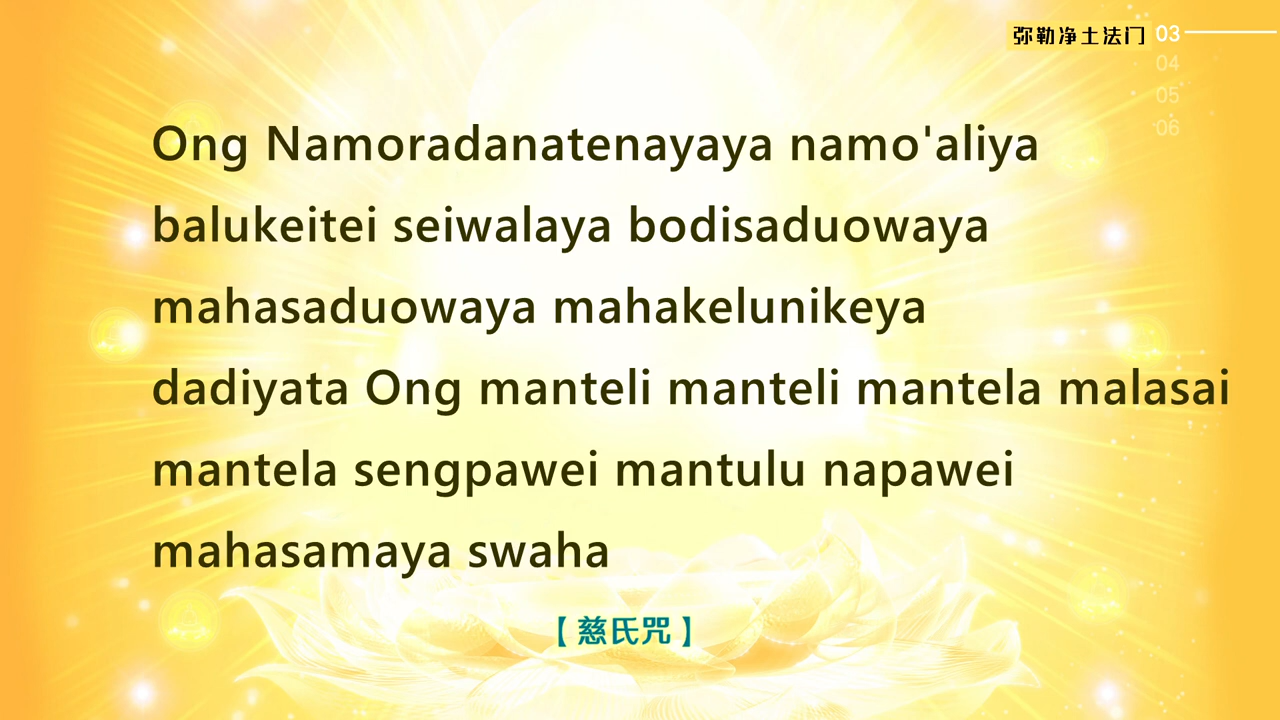 弥勒净土法门 03
04
05
06
Ong Namoradanatenayaya namo'aliya
balukeitei seiwalaya bodisaduowaya
mahasaduowaya mahakelunikeya
dadiyata Ong manteli manteli mantela malasai
mantela sengpawei mantulu napawei
mahasamaya swaha
【慈氏咒】